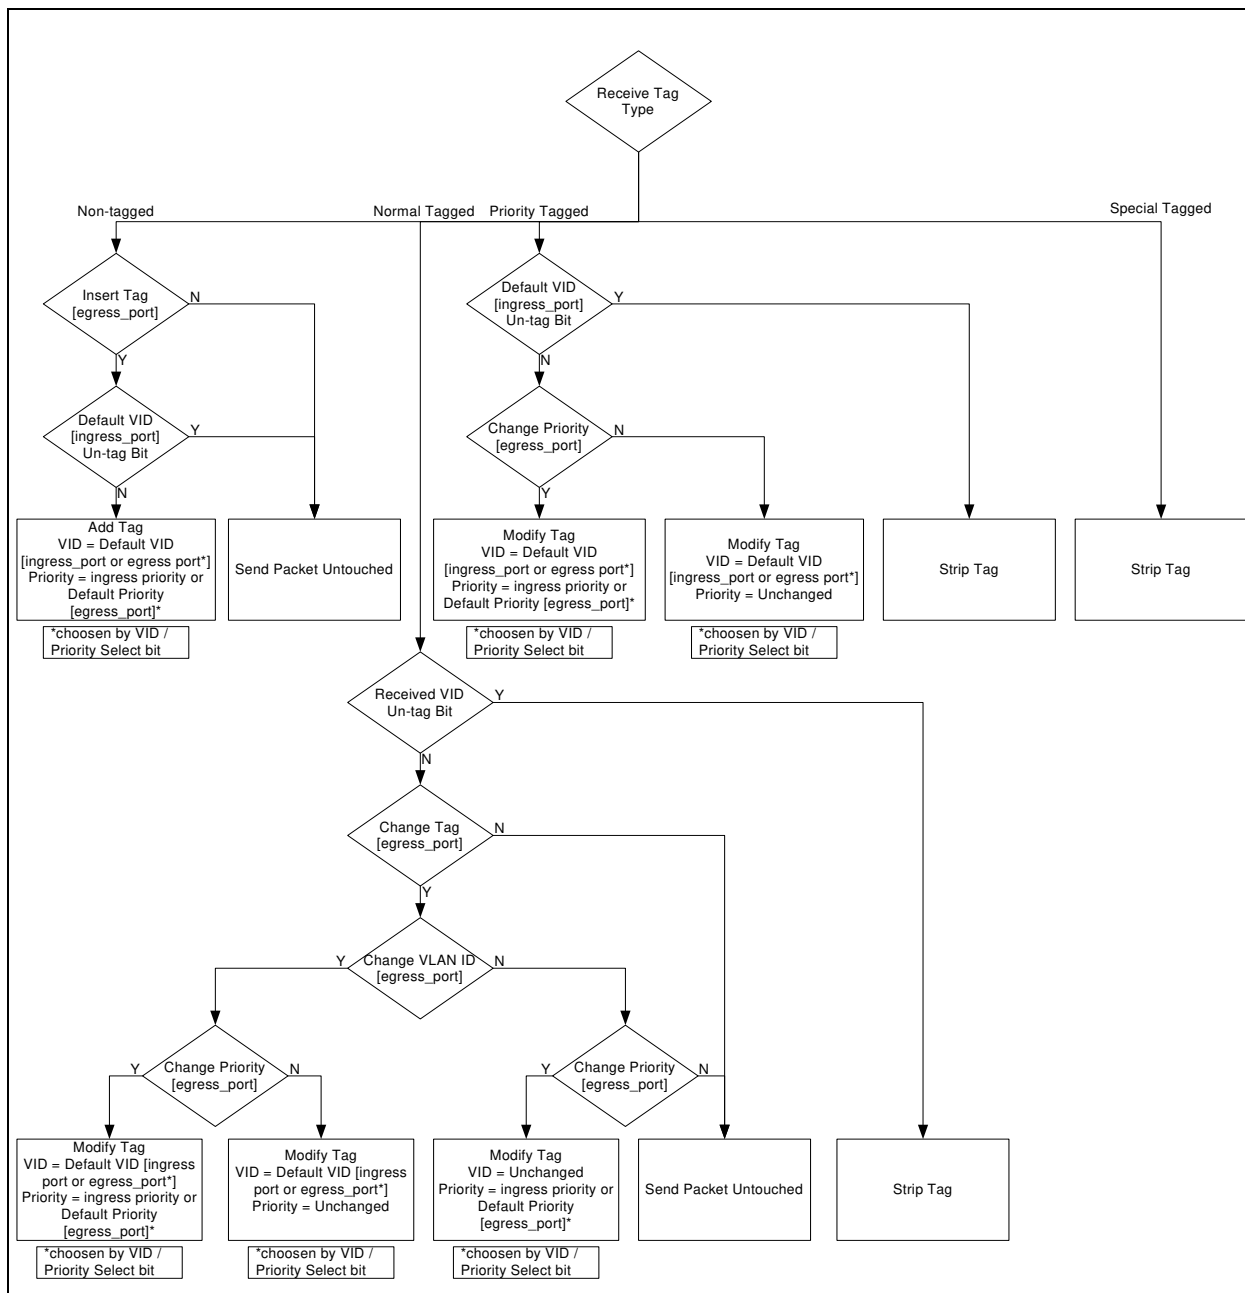 Receive Tag
Type
Non-tagged
Normal Tagged
Priority Tagged
Special Tagged
Insert Tag
[egress_port]
N
Y
Default VID
[ingress_port]
Un-tag Bit
Y
N
Default VID
[ingress_port]
Un-tag Bit
Y
N
Change Priority
[egress_port]
N
Y
Add Tag
VID = Default VID
[ingress_port or egress port*]
Priority = ingress priority or
Default Priority
[egress_port]*
*choosen by VID /
Priority Select bit
Send Packet Untouched
Modify Tag
VID = Default VID
[ingress_port or egress port*]
Priority = ingress priority or
Default Priority [egress_port]*
*choosen by VID /
Priority Select bit
Modify Tag
VID = Default VID
[ingress_port or egress port*]
Priority = Unchanged
*choosen by VID /
Priority Select bit
Strip Tag
Strip Tag
Received VID
Un-tag Bit
Y
N
Change Tag
[egress_port]
N
Y
Change VLAN ID
[egress_port]
Y
N
Change Priority
[egress_port]
Y
N
Change Priority
[egress_port]
Y
N
Modify Tag
VID = Default VID [ingress
port or egress_port*]
Priority = ingress priority or
Default Priority
[egress_port]*
*choosen by VID /
Priority Select bit
Modify Tag
VID = Default VID [ingress
port or egress_port*]
Priority = Unchanged
*choosen by VID /
Priority Select bit
Modify Tag
VID = Unchanged
Priority = ingress priority or
Default Priority
[egress_port]*
*choosen by VID /
Priority Select bit
Send Packet Untouched
Strip Tag